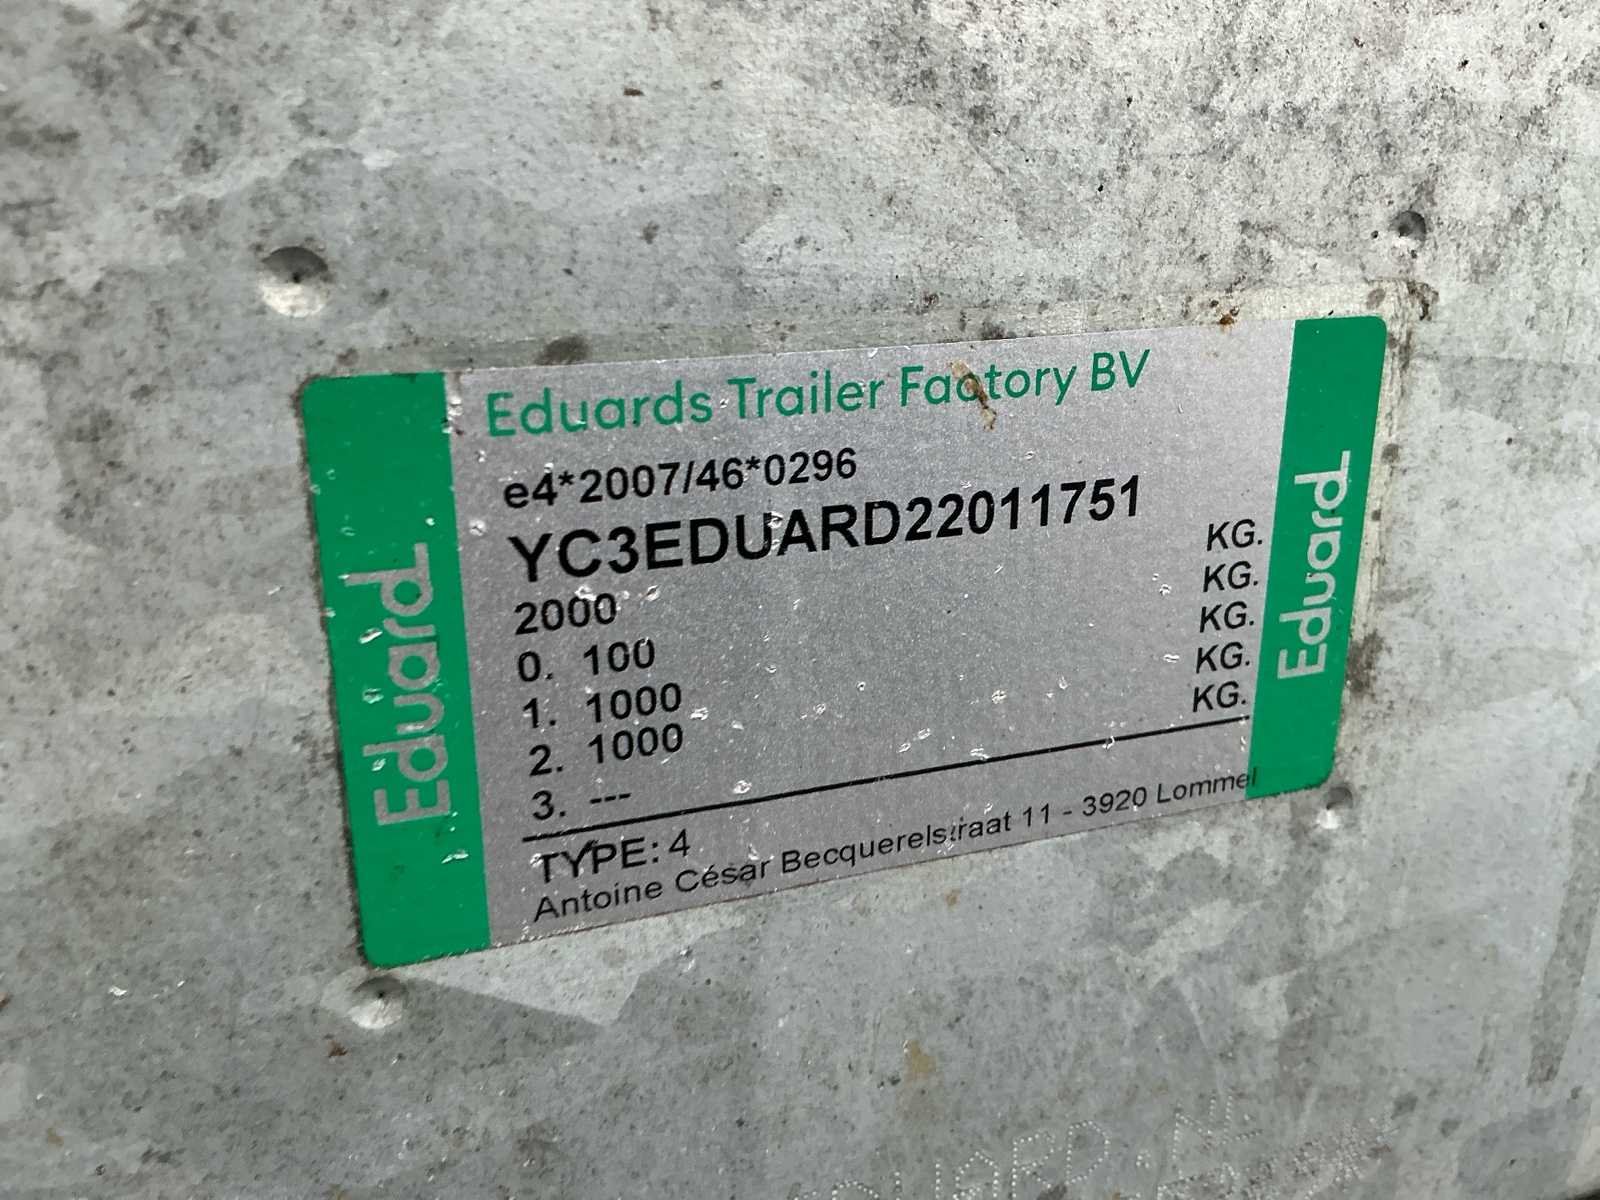 Eduard
Eduards Trailer Factory BV
e4*2007/46*0296
YC3EDUARD22011751
2000 KG.
0. 100 KG.
1. 1000 KG.
2. 1000 KG.
3. --- KG.
TYPE: 4
Antoine César Becquerelstraat 11 - 3920 Lommel
Eduard